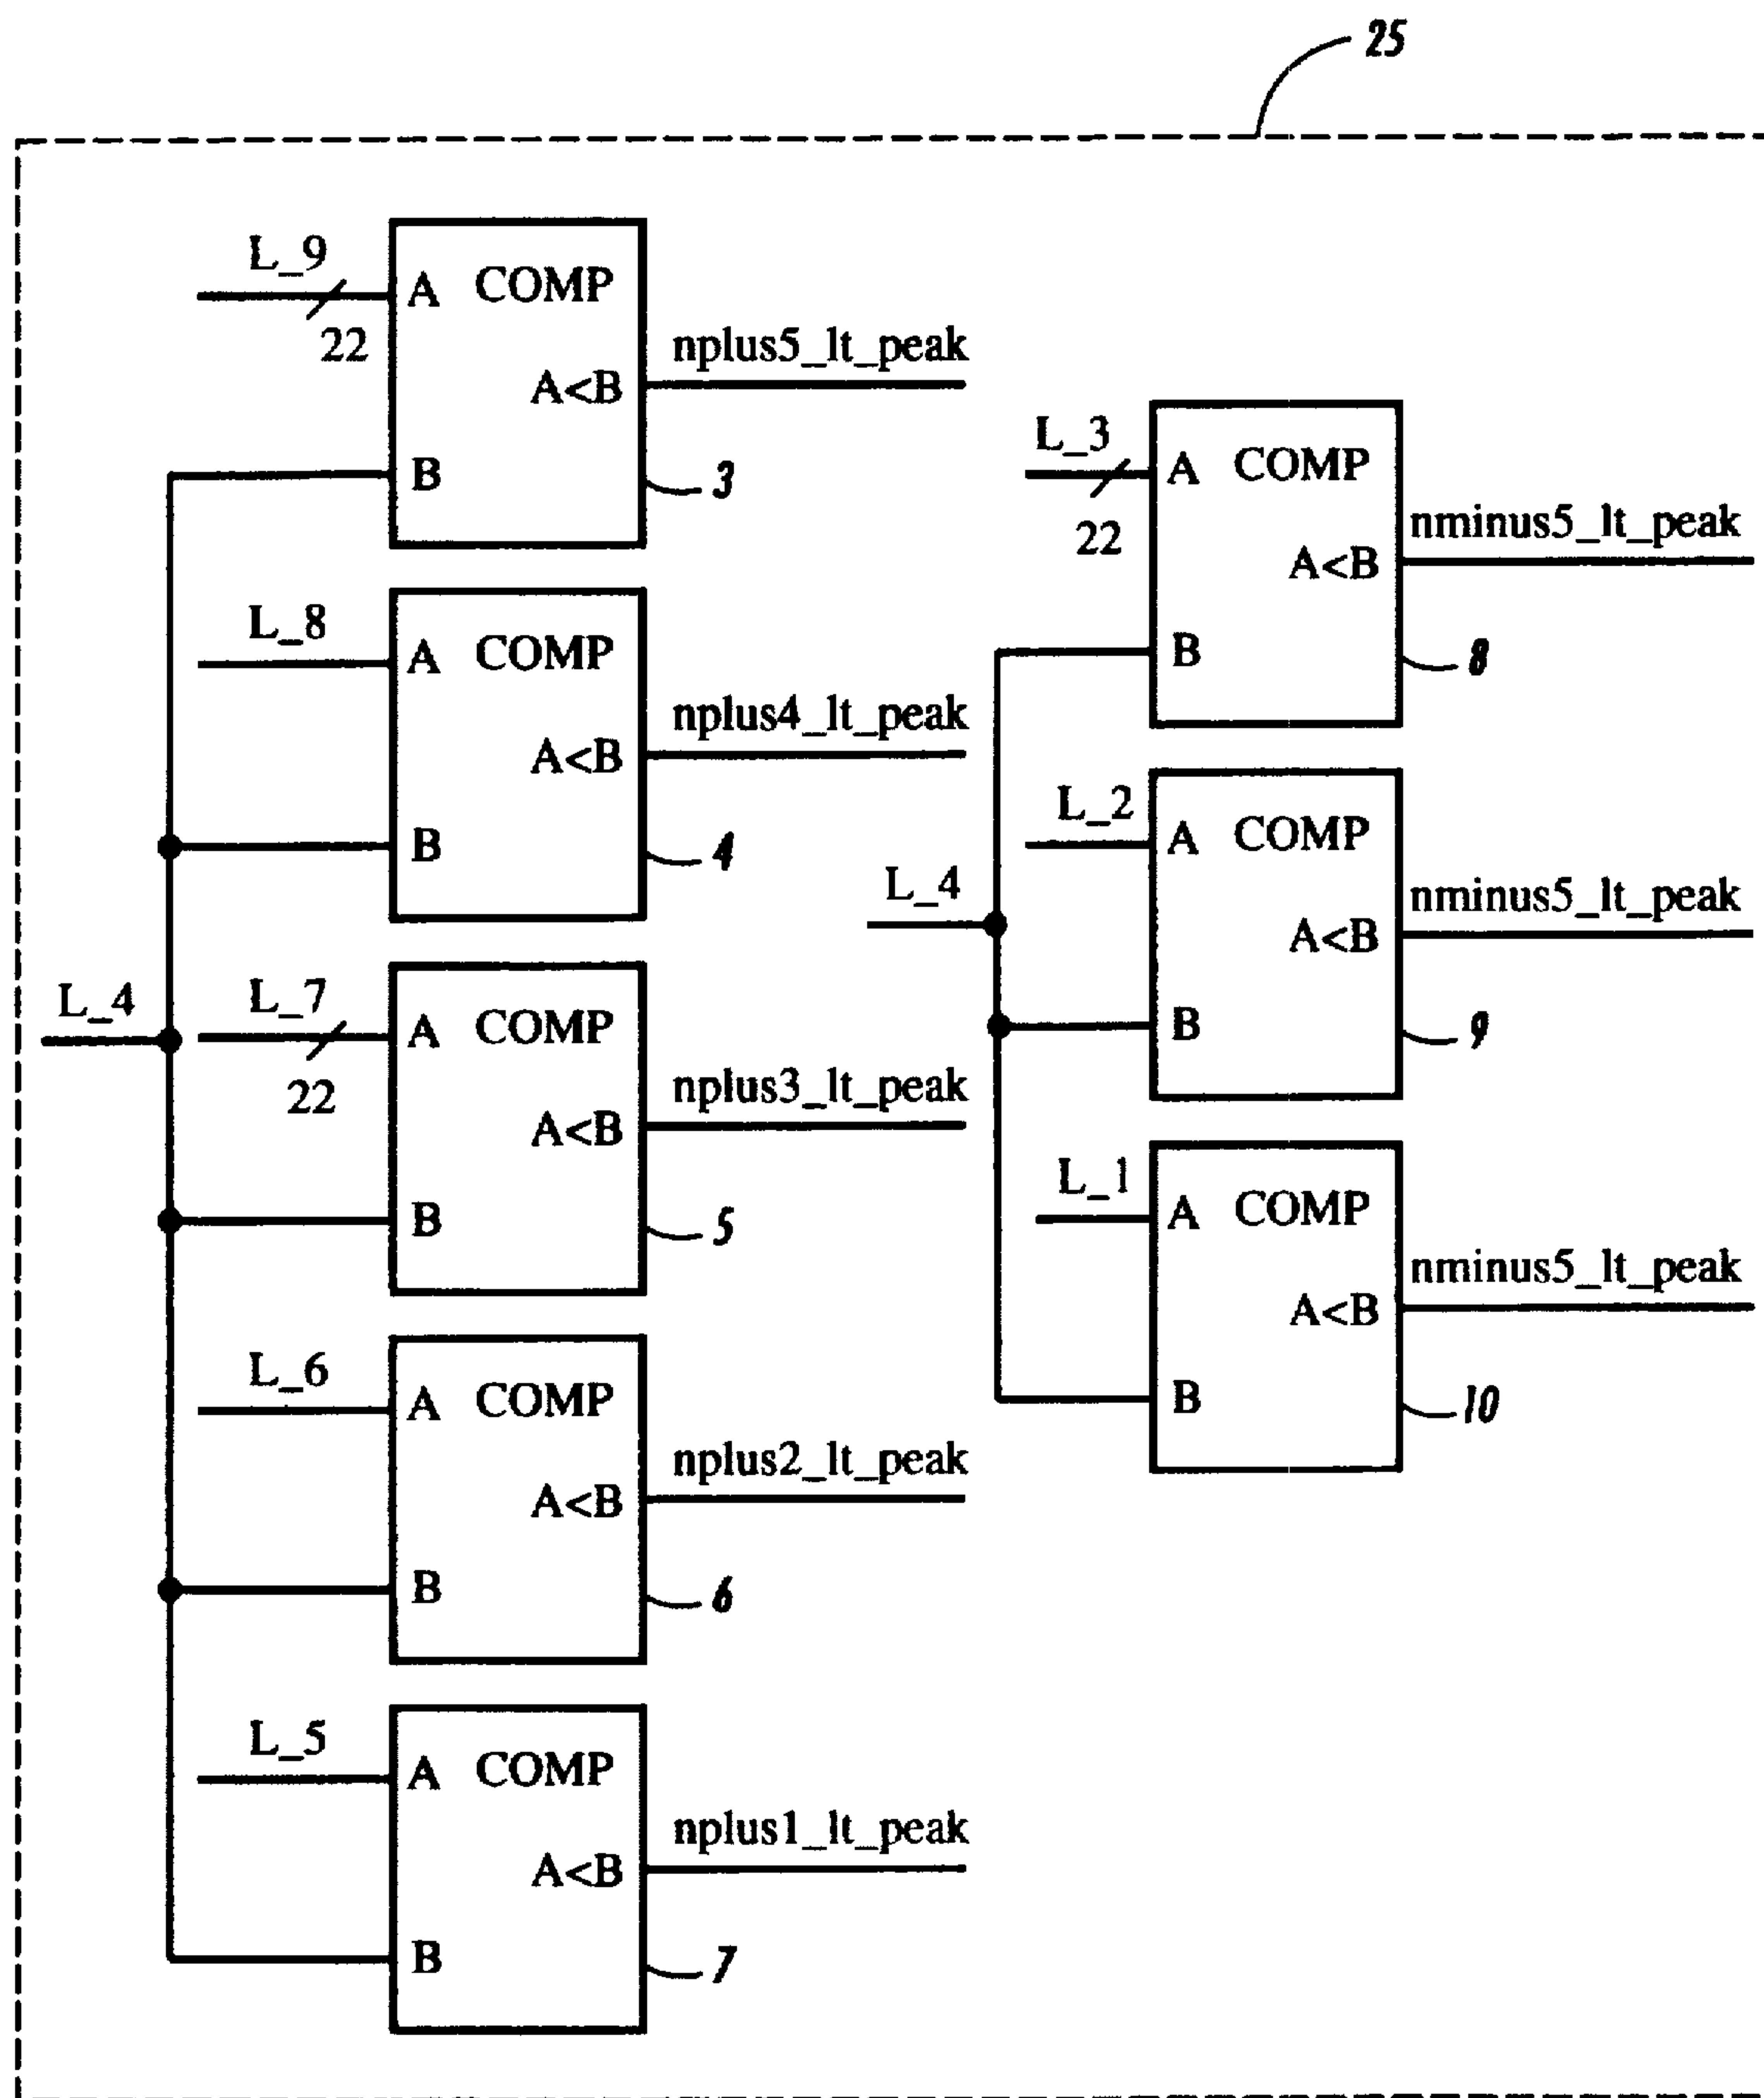 25
L_9
A COMP
22
nplus5_lt_peak
A<B
B
3
L_8
A COMP
nplus4_lt_peak
A<B
B
4
L_4
L_7
A COMP
22
nplus3_lt_peak
A<B
B
5
L_6
A COMP
nplus2_lt_peak
A<B
B
6
L_5
A COMP
nplus1_lt_peak
A<B
B
7
L_3
A COMP
22
nminus5_lt_peak
A<B
B
8
L_4
L_2
A COMP
nminus5_lt_peak
A<B
B
9
L_1
A COMP
nminus5_lt_peak
A<B
B
10